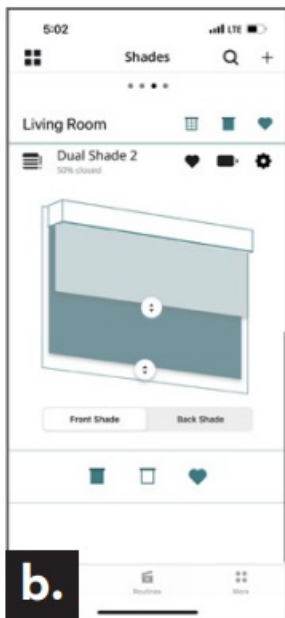 5:02
LTE
Shades
Living Room
Dual Shade 2
50% closed
Front Shade Back Shade
b.
Routines More